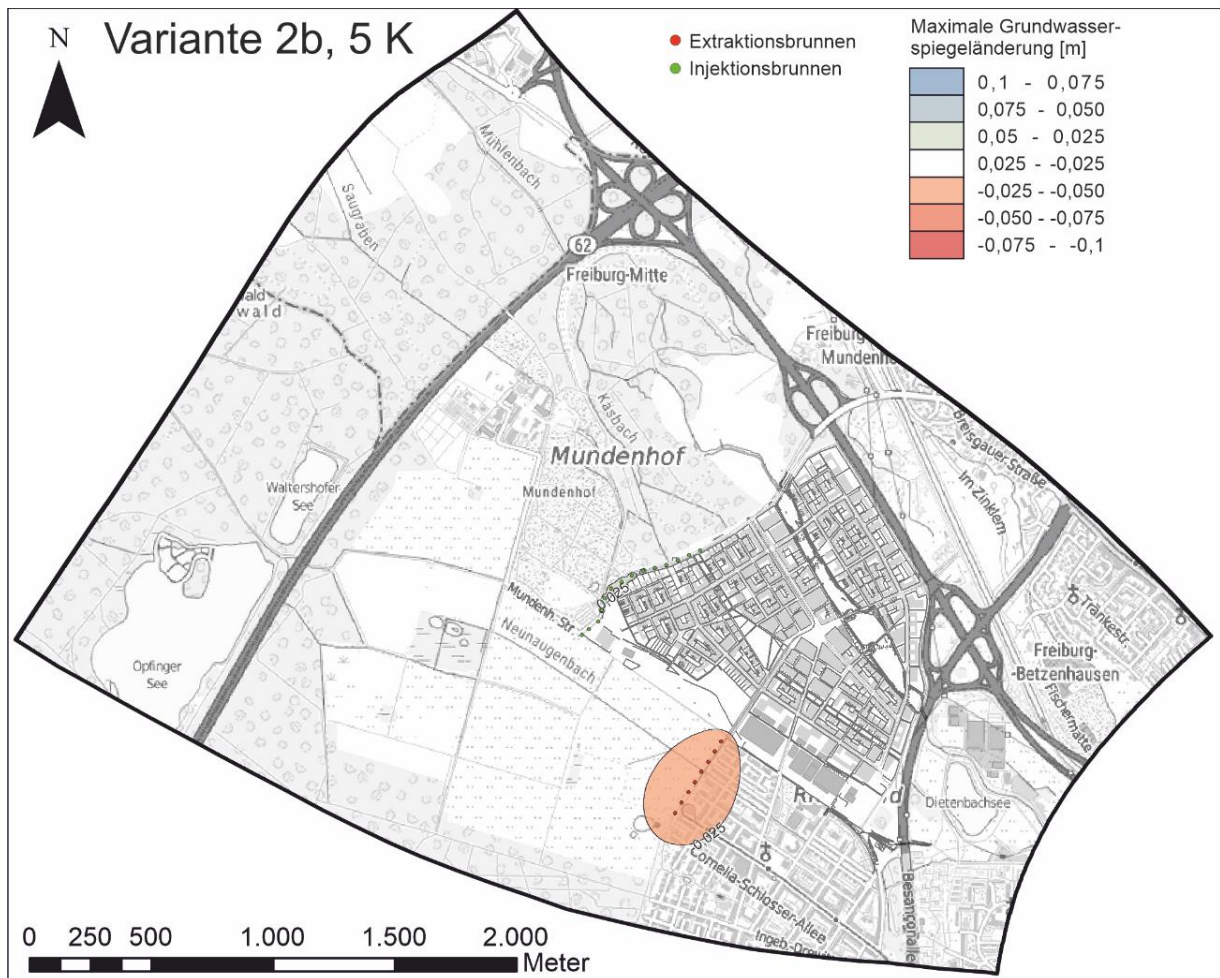 N
Variante 2b, 5 K
Extraktionsbrunnen
Injektionsbrunnen
Maximale Grundwasser-
spiegeländerung [m]
0,1 - 0,075
0,075 - 0,050
0,05 - 0,025
0,025 - -0,025
-0,025 - -0,050
-0,050 - -0,075
-0,075 - -0,1
Mühlenbach
Saugraben
62
Freiburg-Mitte
wald
Freiburg
Mundenh
Käsbach
Mundenhof
Mundenhof
Breisgauer-Straße
Im Zinklern
Waltershofer
See
Tränkestr.
0,025
Mundenh. Str.
Neunaugenbach
Opfinger
See
Freiburg
-Betzenhausen
Fischermatte
Dietenbachsee
-0,025
Cornelia-Schlosser-Allee
Besançonallee
0 250 500 1.000 1.500 2.000
Meter